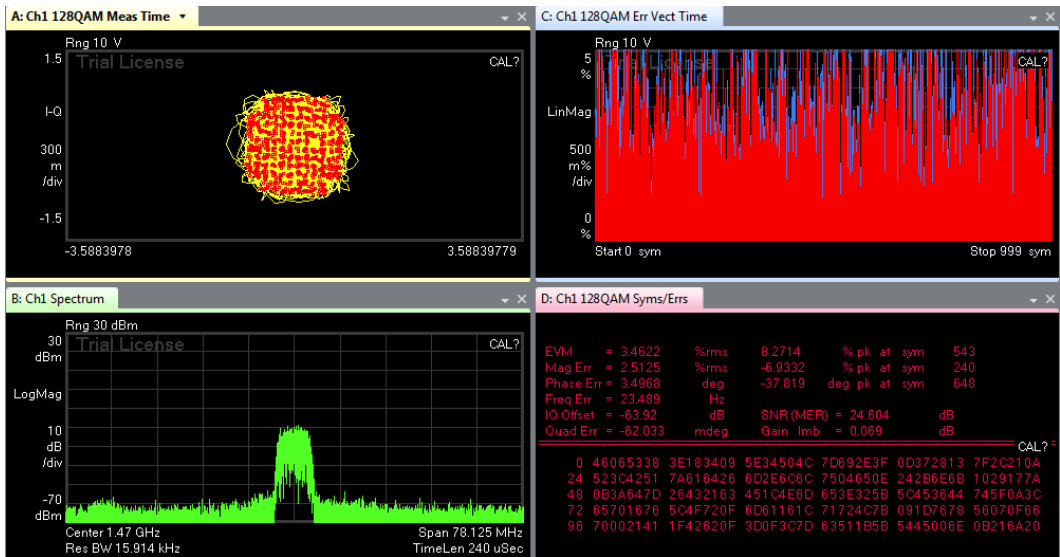 A: Ch1 128QAM Meas Time
Rng 10 V
1.5
Trial License
CAL?
I-Q
300
m
/div
-1.5
-3.5883978
3.58839779
C: Ch1 128QAM Err Vect Time
Rng 10 V
5
Trial License
CAL?
%
LinMag
500
m%
/div
0
%
Start 0 sym
Stop 999 sym
B: Ch1 Spectrum
Rng 30 dBm
30
Trial License
CAL?
dBm
LogMag
10
dB
/div
-70
dBm
Center 1.47 GHz
Span 78.125 MHz
Res BW 15.914 kHz
TimeLen 240 uSec
D: Ch1 128QAM Syms/Errs
EVM = 3.4622 %rms 8.2714 % pk at sym 543
Mag Err = 2.5125 %rms -6.9332 % pk at sym 240
Phase Err = 3.4968 deg -37.819 deg pk at sym 648
Freq Err = 23.489 Hz
IQ Offset = -63.92 dB SNR (MER) = 24.604 dB
Quad Err = -62.033 mdeg Gain Imb = 0.069 dB
CAL?
0 46065338 3E183409 5E34504C 7D692E3F 0D372813 7F2C210A
24 523C4251 7A616426 6D2E6C6C 7504650E 242B6E6B 1029177A
48 0B3A647D 26432163 451C4E6D 653E325B 5C453644 745F0A3C
72 65701676 5C4F720F 6D61161C 71724C7B 091D7678 56070F66
96 70002141 1F42620F 3D0F3C7D 63511B5B 5445006E 0B216A20